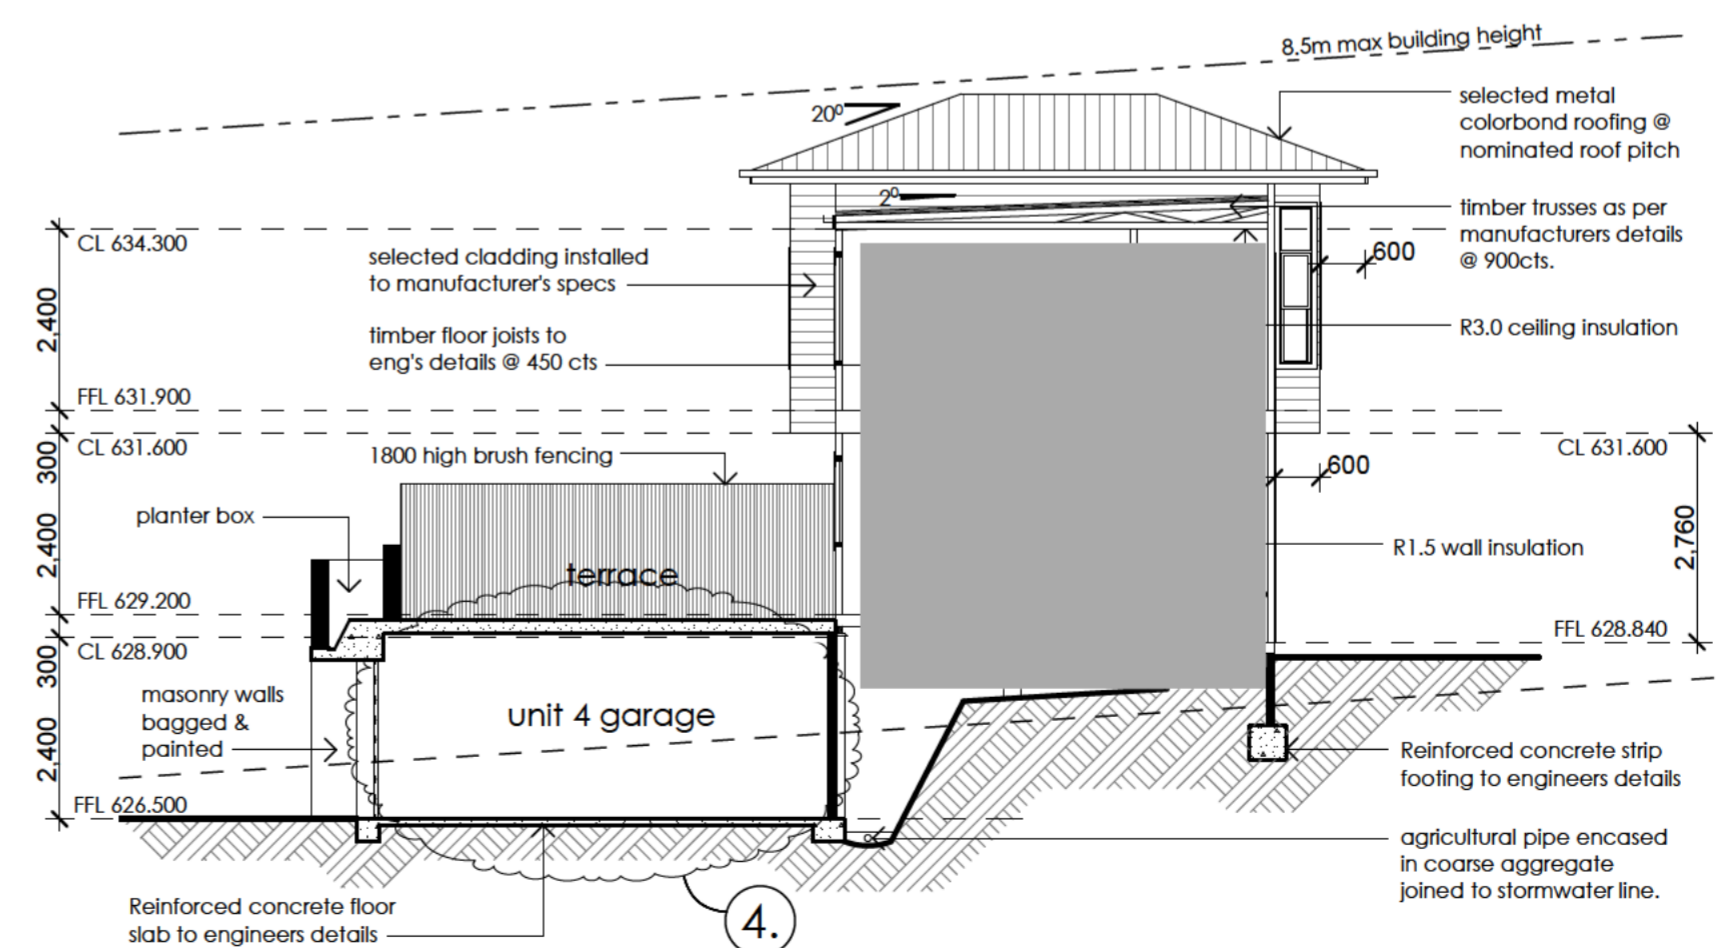 8.5m max building height
20°
selected metal
colorbond roofing @
nominated roof pitch
2°
timber trusses as per
manufacturers details
@ 900cts.
CL 634.300
selected cladding installed
to manufacturer's specs
600
2,400
timber floor joists to
eng's details @ 450 cts
R3.0 ceiling insulation
FFL 631.900
300
CL 631.600
1800 high brush fencing
CL 631.600
600
planter box
2,400
2,760
R1.5 wall insulation
terrace
FFL 629.200
FFL 628.840
300
CL 628.900
masonry walls
bagged &
painted
unit 4 garage
2,400
Reinforced concrete strip
footing to engineers details
FFL 626.500
agricultural pipe encased
in coarse aggregate
joined to stormwater line.
Reinforced concrete floor
slab to engineers details
4.